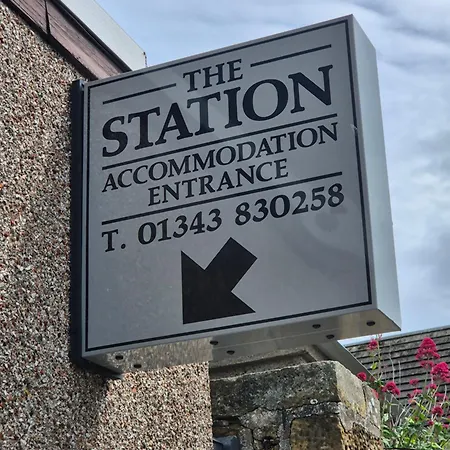 THE
STATION
ACCOMMODATION
ENTRANCE
T. 01343 830258